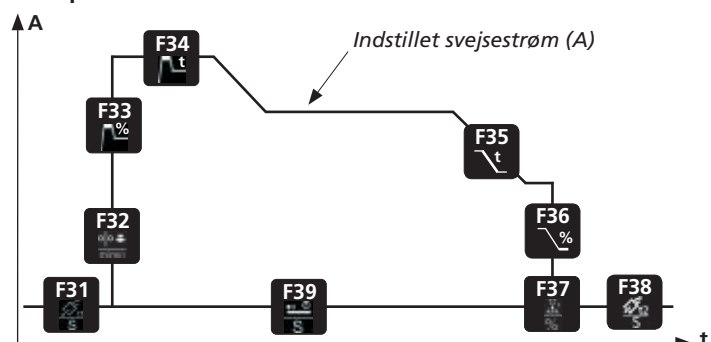 A
F34
t
Indstillet svejsestrøm (A)
F33
%
F35
t
F32
F36
%
F31
S
F39
S
F37
%
F38
S
t